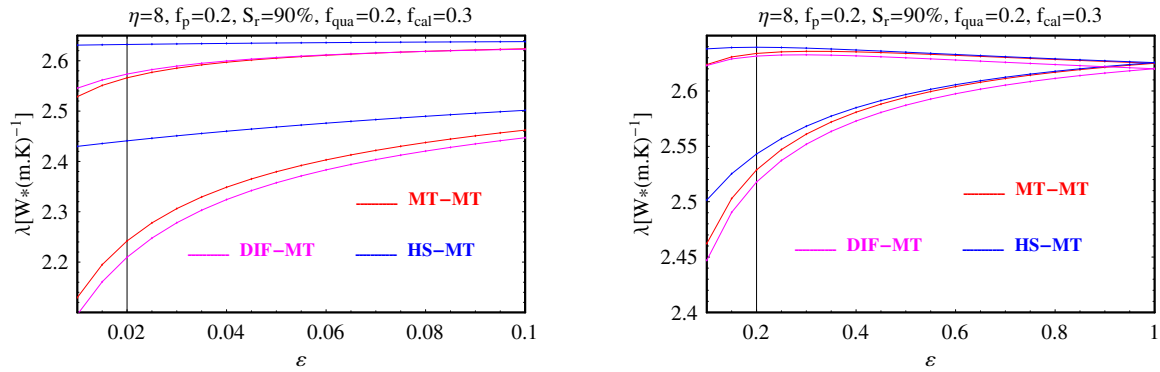 η=8, f_p=0.2, S_r=90%, f_qua=0.2, f_cal=0.3
λ[W*(m.K)^−1]
2.6
2.5
2.4
2.3
2.2
MT−MT
DIF−MT
HS−MT
0.02
0.04
0.06
0.08
0.1
ε
η=8, f_p=0.2, S_r=90%, f_qua=0.2, f_cal=0.3
λ[W*(m.K)^−1]
2.6
2.55
2.5
2.45
2.4
MT−MT
DIF−MT
HS−MT
0.2
0.4
0.6
0.8
1
ε